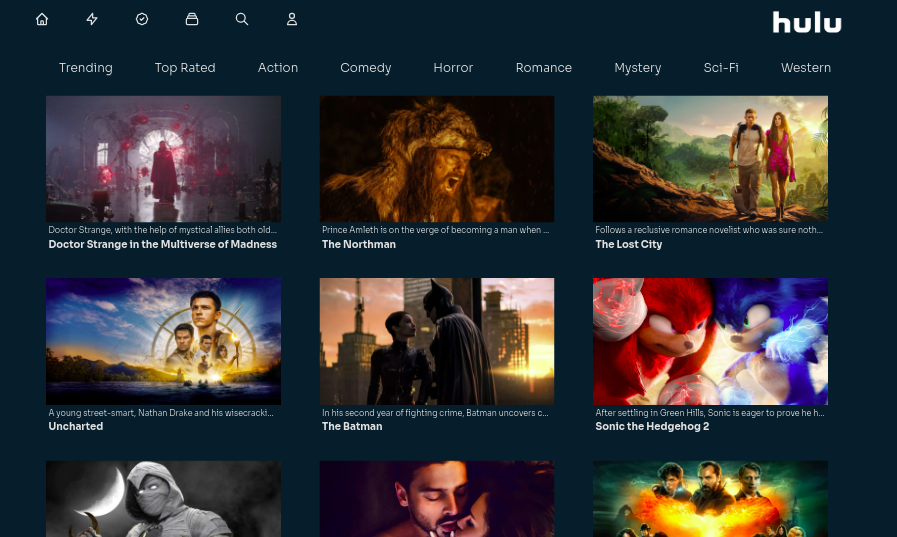 hulu
Trending Top Rated Action Comedy Horror Romance Mystery Sci-Fi Western
Doctor Strange, with the help of mystical allies both old...
Doctor Strange in the Multiverse of Madness
Prince Amleth is on the verge of becoming a man when ...
The Northman
Follows a reclusive romance novelist who was sure noth...
The Lost City
A young street-smart, Nathan Drake and his wisecracki...
Uncharted
In his second year of fighting crime, Batman uncovers c...
The Batman
After settling in Green Hills, Sonic is eager to prove he h...
Sonic the Hedgehog 2